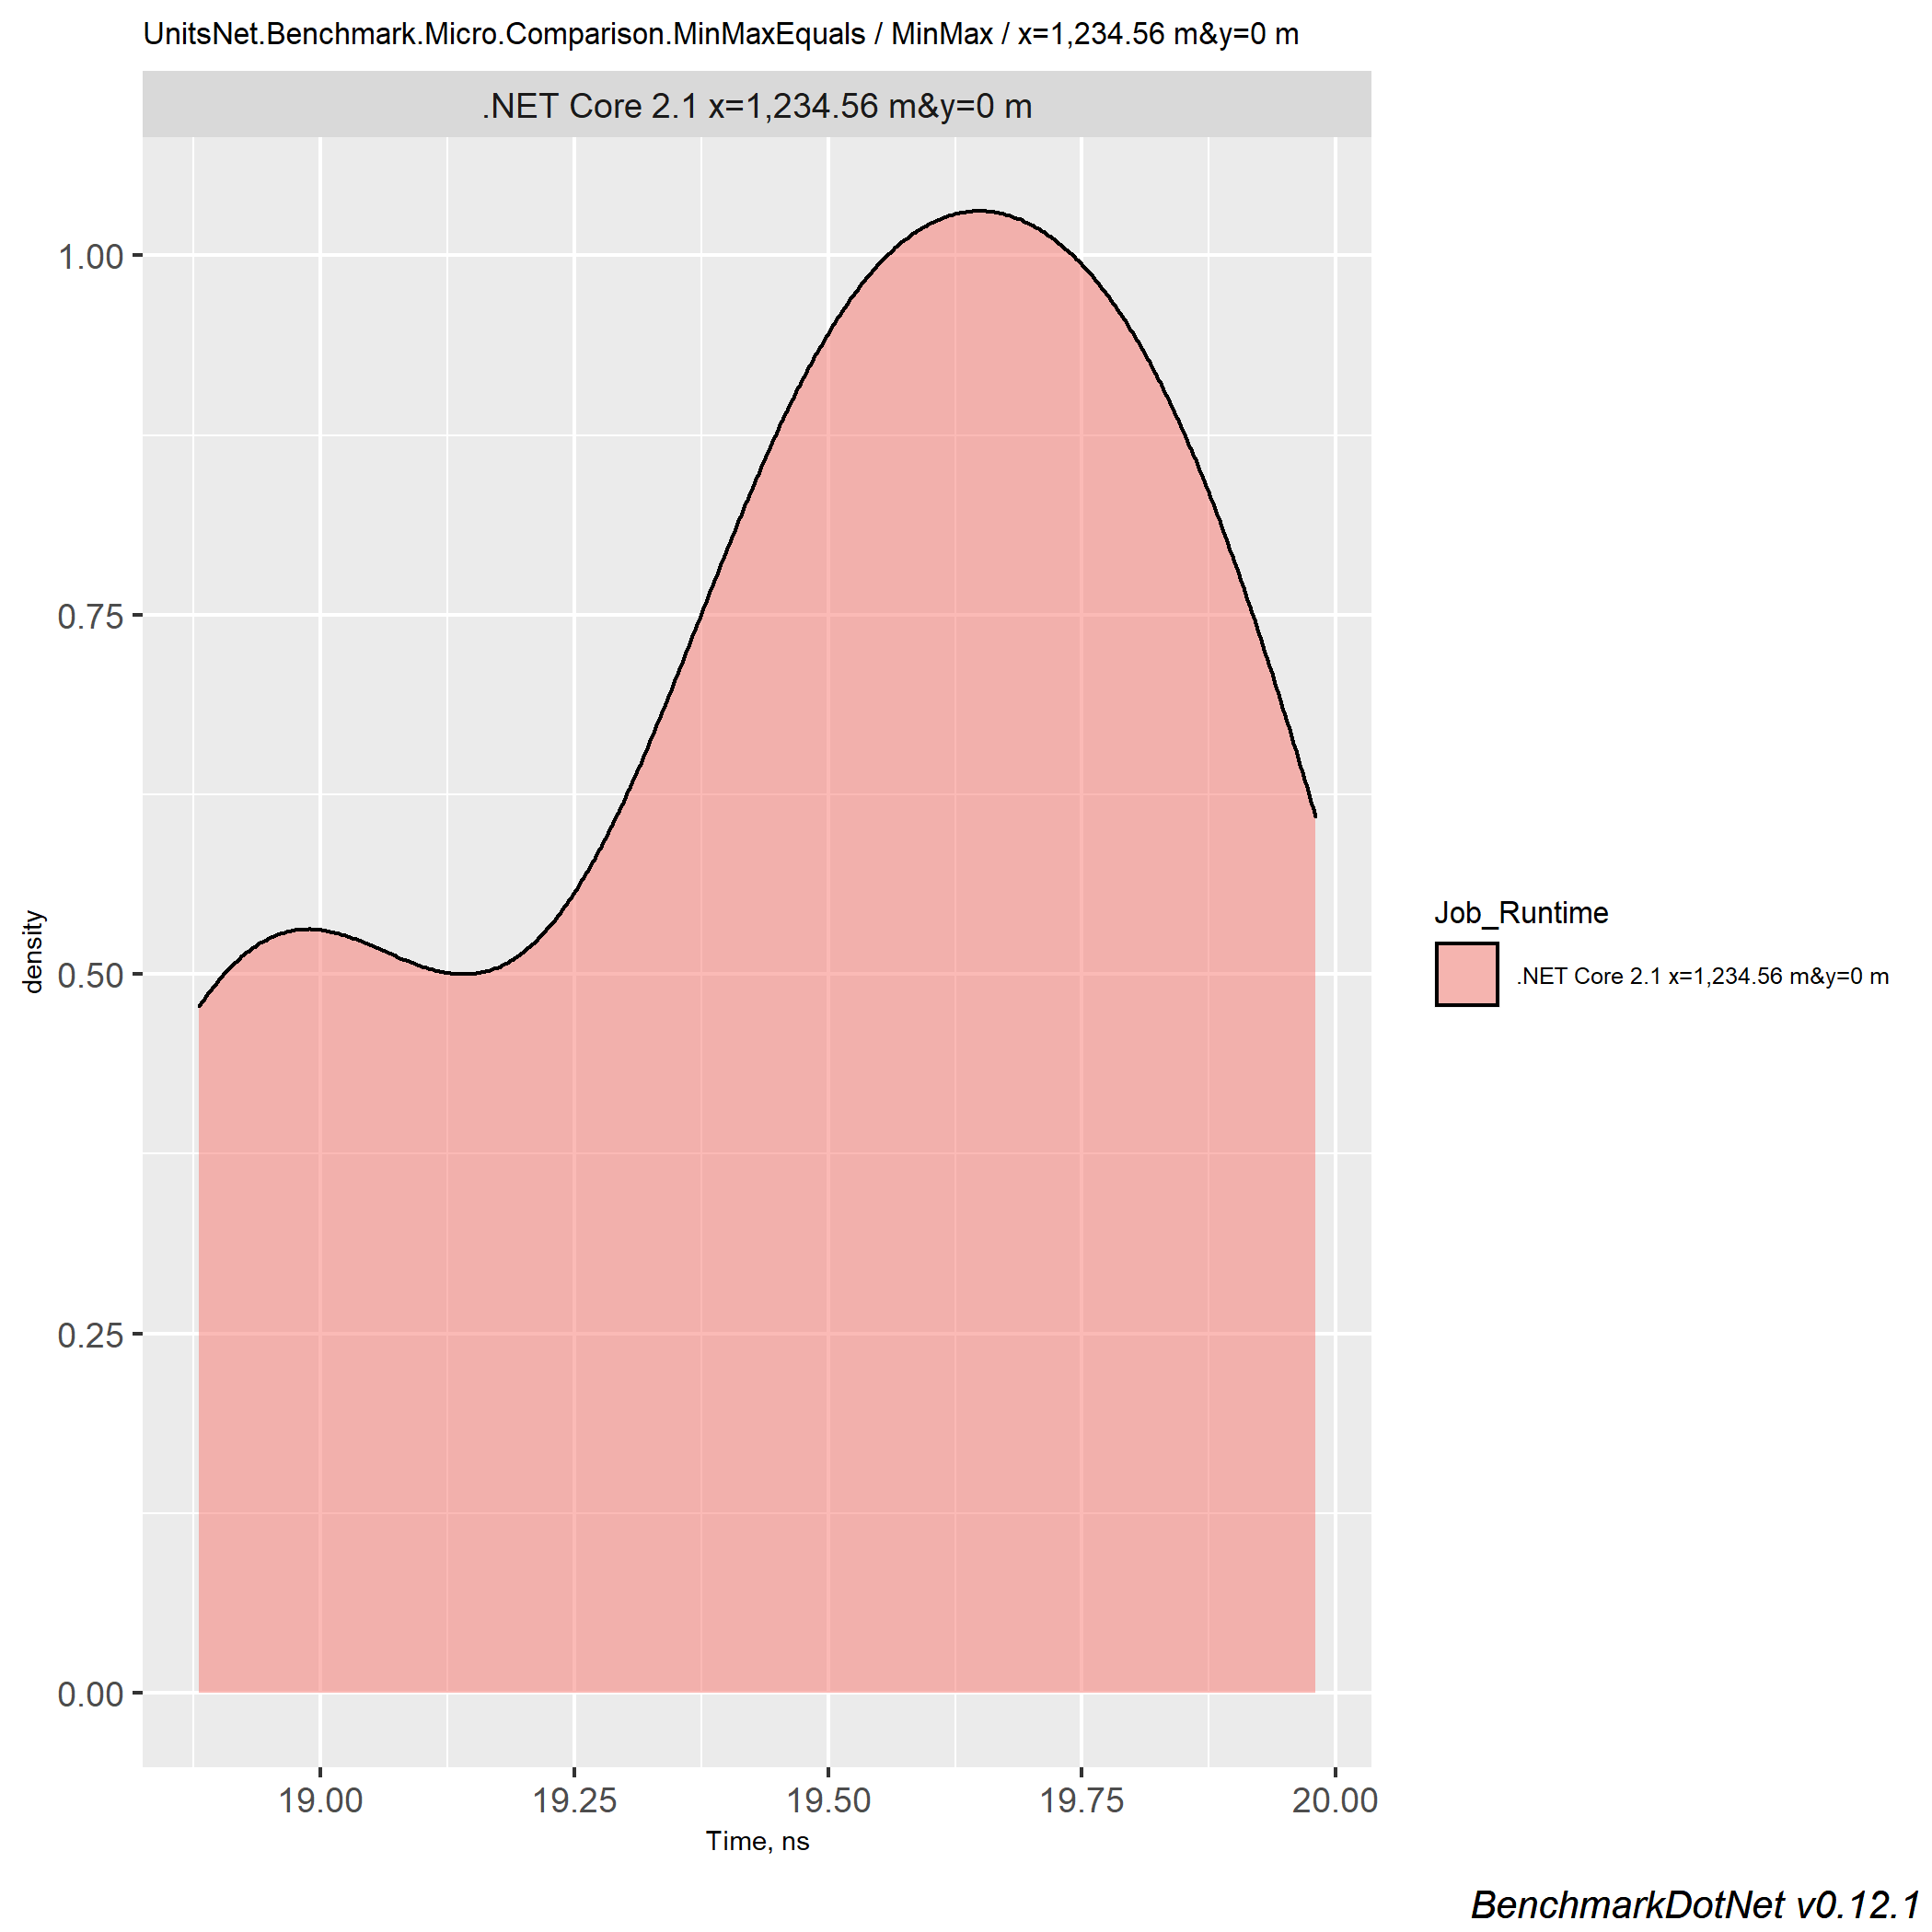 UnitsNet.Benchmark.Micro.Comparison.MinMaxEquals / MinMax / x=1,234.56 m&y=0 m
.NET Core 2.1 x=1,234.56 m&y=0 m
1.00
0.75
0.50
0.25
0.00
density
19.00 19.25 19.50 19.75 20.00
Time, ns
Job_Runtime
.NET Core 2.1 x=1,234.56 m&y=0 m
BenchmarkDotNet v0.12.1